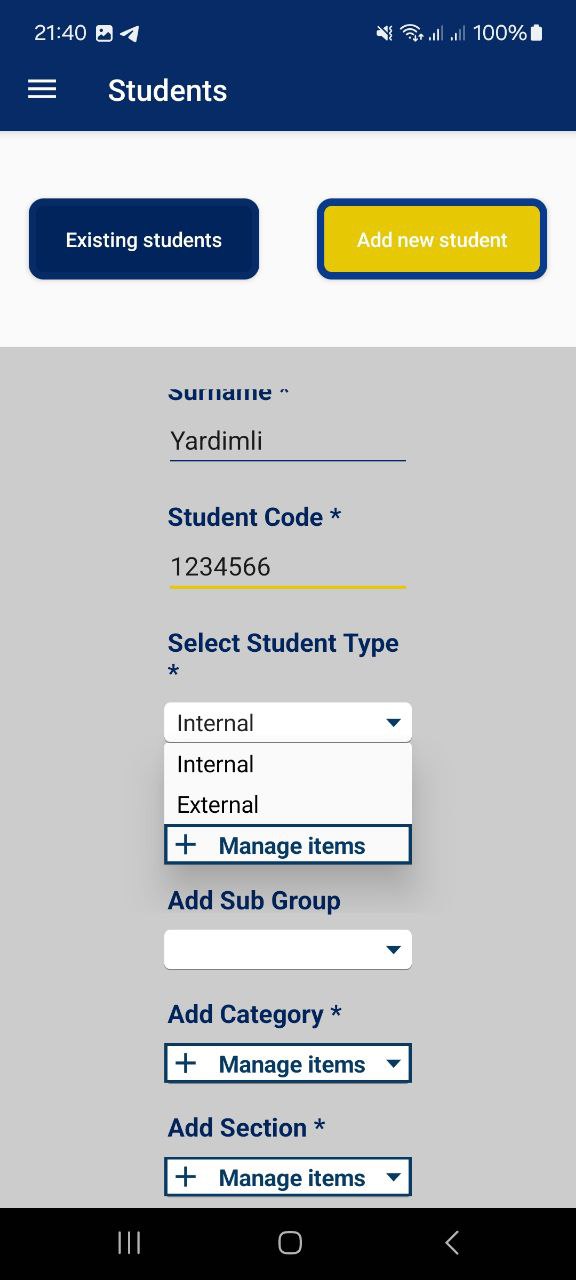 21:40 100%
Students
Existing students Add new student
Surname *
Yardimli
Student Code *
1234566
Select Student Type
*
Internal
Internal
External
+ Manage items
Add Sub Group
Add Category *
+ Manage items
Add Section *
+ Manage items